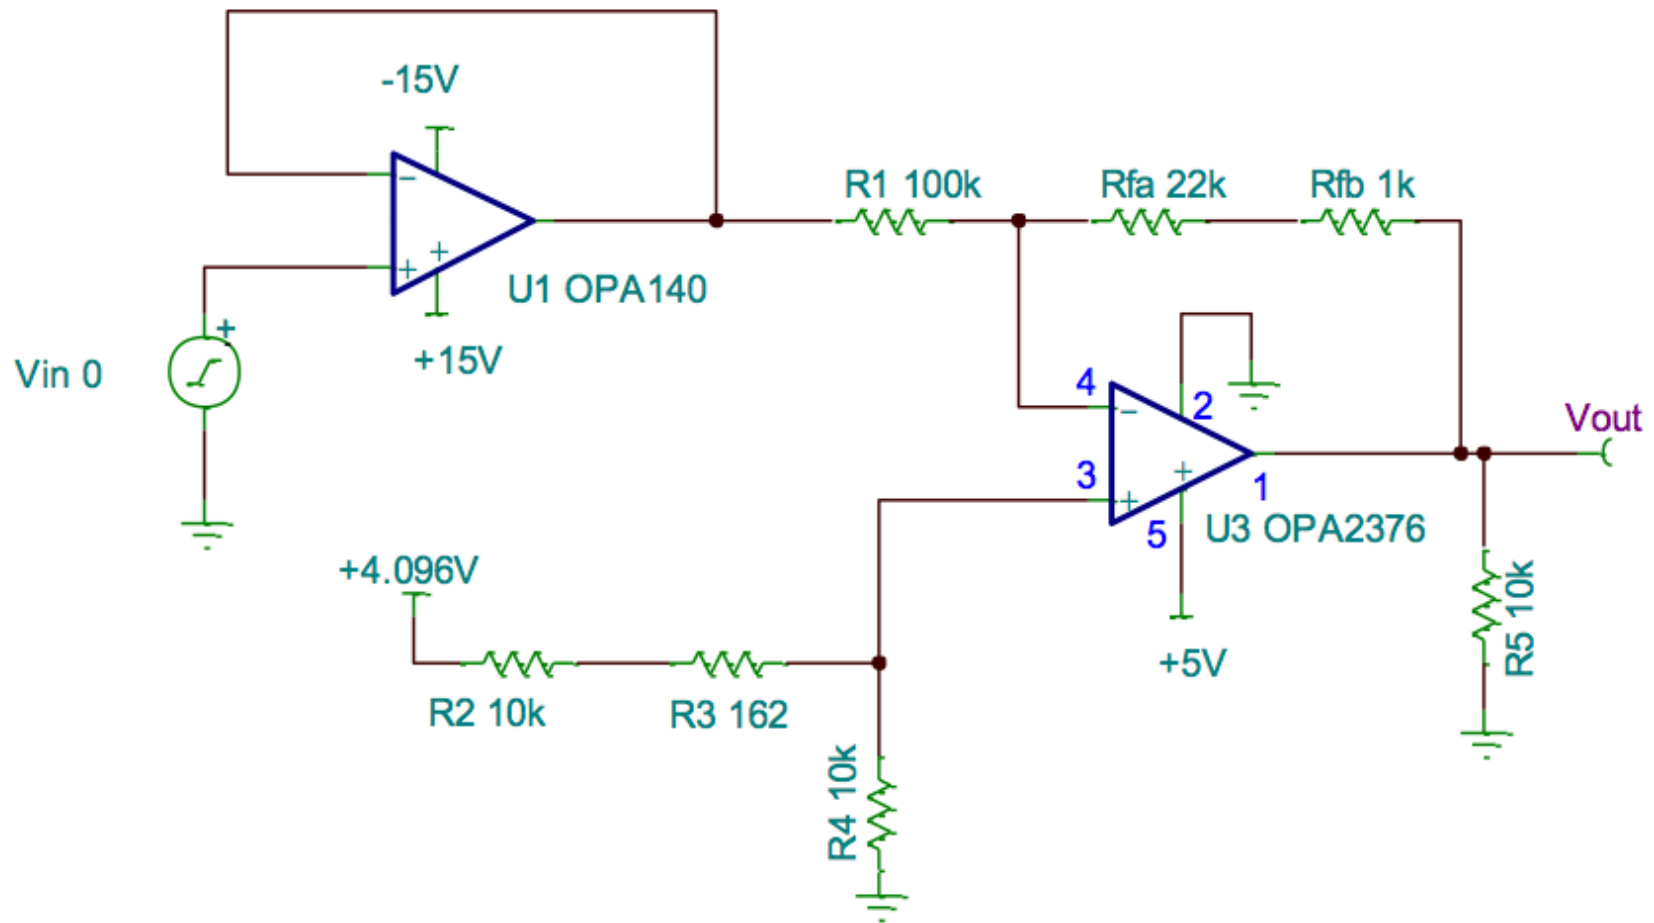 -15V
R1 100k
Rfa 22k
Rfb 1k
U1 OPA140
+15V
Vin 0
4
2
Vout
3
1
5
U3 OPA2376
+4.096V
R5 10k
+5V
R2 10k
R3 162
R4 10k